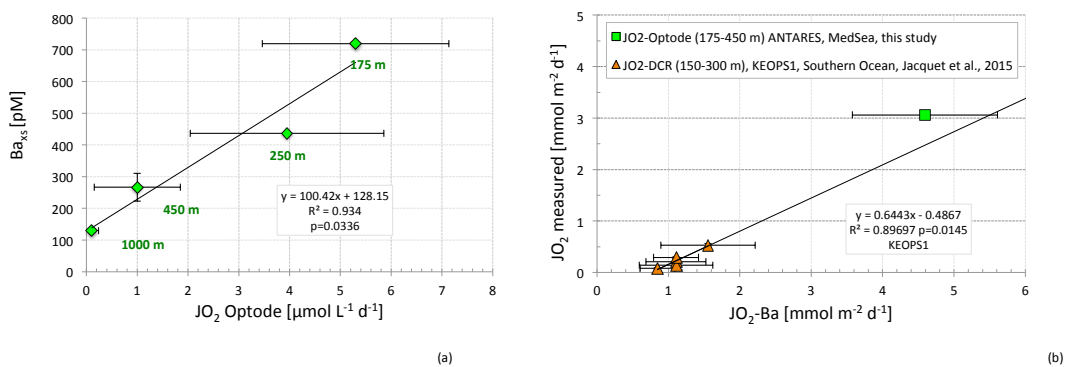 800
700
600
500
400
300
200
100
0
Ba_xs [pM]
175 m
250 m
450 m
1000 m
y = 100.42x + 128.15
R² = 0.934
p=0.0336
0 1 2 3 4 5 6 7 8
JO₂ Optode [μmol L⁻¹ d⁻¹]
(a)
5
4
3
2
1
0
JO₂ measured [mmol m⁻² d⁻¹]
JO2-Optode (175-450 m) ANTARES, MedSea, this study
JO2-DCR (150-300 m), KEOPS1, Southern Ocean, Jacquet et al., 2015
y = 0.6443x - 0.4867
R² = 0.89697 p=0.0145
KEOPS1
0 1 2 3 4 5 6
JO₂-Ba [mmol m⁻² d⁻¹]
(b)